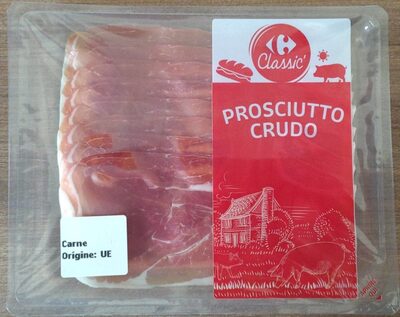 Classic'
PROSCIUTTO
CRUDO
Carne
Origine: UE